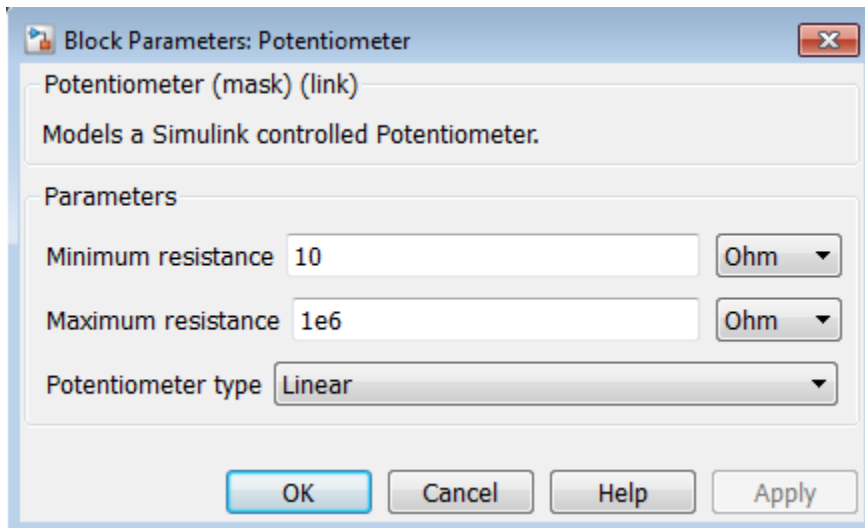 Block Parameters: Potentiometer
Potentiometer (mask) (link)
Models a Simulink controlled Potentiometer.
Parameters
Minimum resistance 10 Ohm
Maximum resistance 1e6 Ohm
Potentiometer type Linear
OK Cancel Help Apply